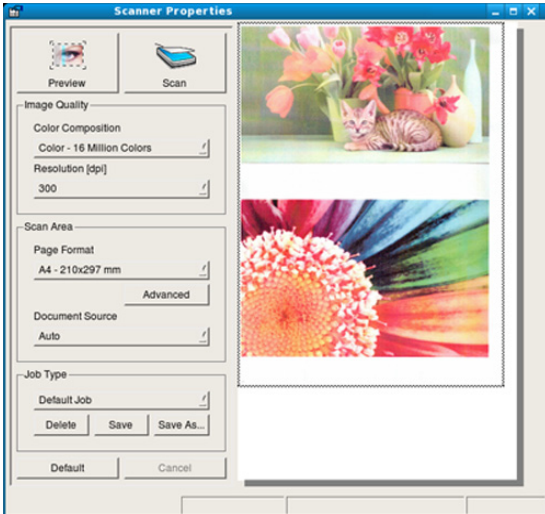 Scanner Properties
Preview
Scan
Image Quality
Color Composition
Color - 16 Million Colors
Resolution [dpi]
300
Scan Area
Page Format
A4 - 210x297 mm
Advanced
Document Source
Auto
Job Type
Default Job
Delete Save Save As...
Default Cancel